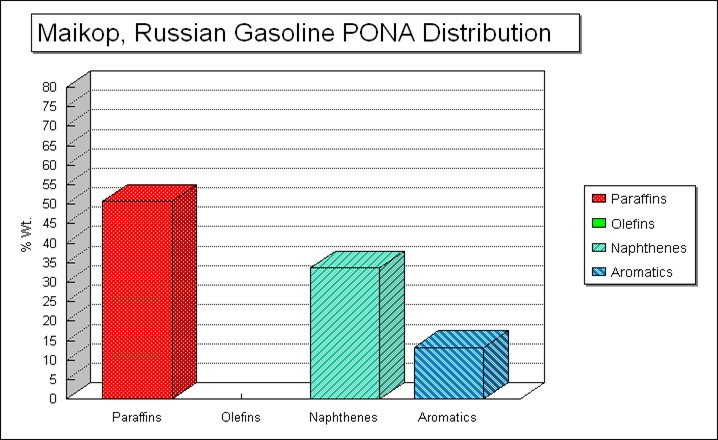 Maikop, Russian Gasoline PONA Distribution
80
75
70
65
60
55
50
45
40
35
30
25
20
15
10
5
0
% Wt.
Paraffins
Olefins
Naphthenes
Aromatics
Paraffins
Olefins
Naphthenes
Aromatics